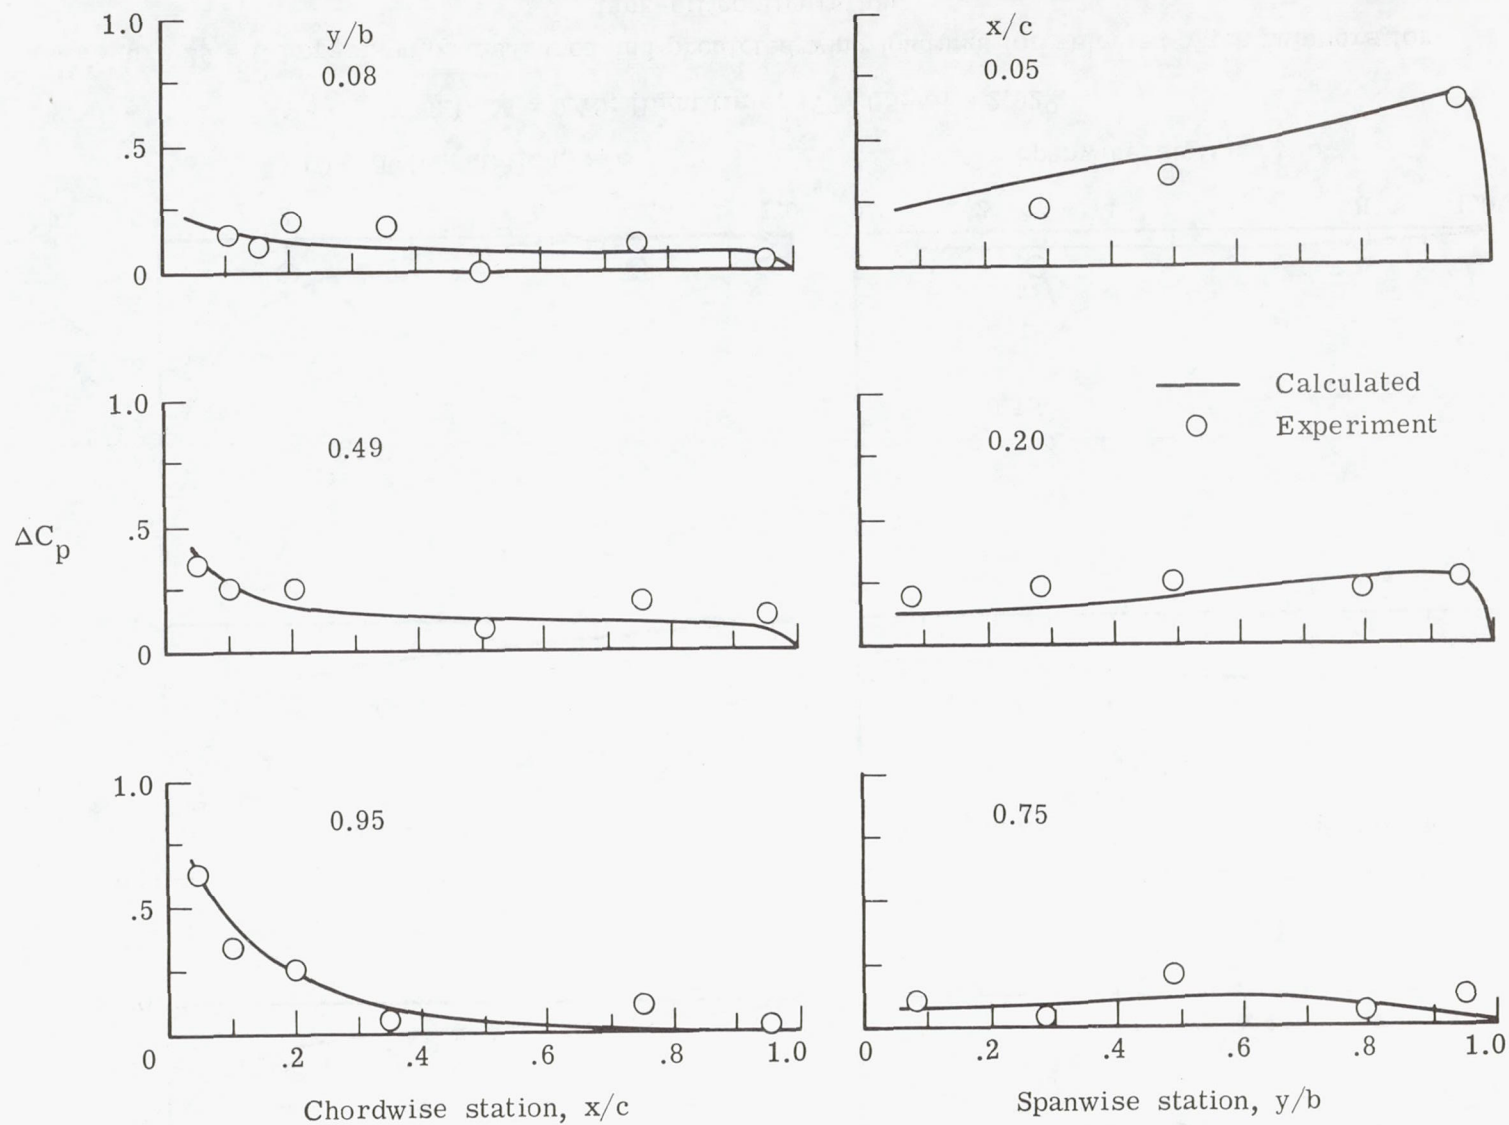 1.0
y/b
0.08
.5
0
x/c
0.05
1.0
0.49
.5
0
ΔCp
Calculated
Experiment
0.20
1.0
0.95
.5
0 .2 .4 .6 .8 1.0
Chordwise station, x/c
0.75
0 .2 .4 .6 .8 1.0
Spanwise station, y/b